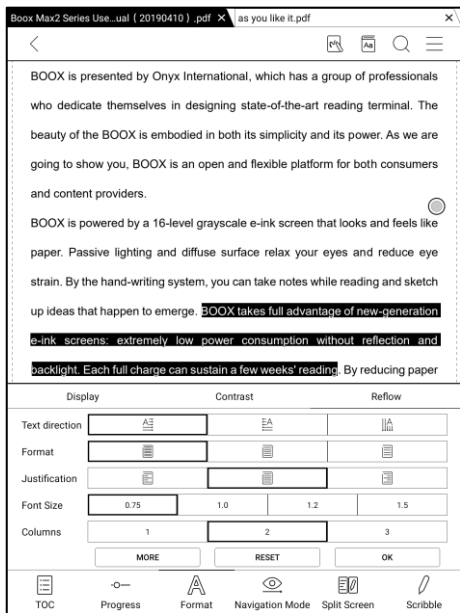 Boox Max2 Series Use...ual ( 20190410 ) .pdf ✕ as you like it.pdf ✕
BOOX is presented by Onyx International, which has a group of professionals
who dedicate themselves in designing state-of-the-art reading terminal. The
beauty of the BOOX is embodied in both its simplicity and its power. As we are
going to show you, BOOX is an open and flexible platform for both consumers
and content providers.
BOOX is powered by a 16-level grayscale e-ink screen that looks and feels like
paper. Passive lighting and diffuse surface relax your eyes and reduce eye
strain. By the hand-writing system, you can take notes while reading and sketch
up ideas that happen to emerge. BOOX takes full advantage of new-generation
e-ink screens: extremely low power consumption without reflection and
backlight. Each full charge can sustain a few weeks' reading. By reducing paper
Display Contrast Reflow
Text direction
Format
Justification
Font Size 0.75 1.0 1.2 1.5
Columns 1 2 3
MORE RESET OK
TOC Progress Format Navigation Mode Split Screen Scribble